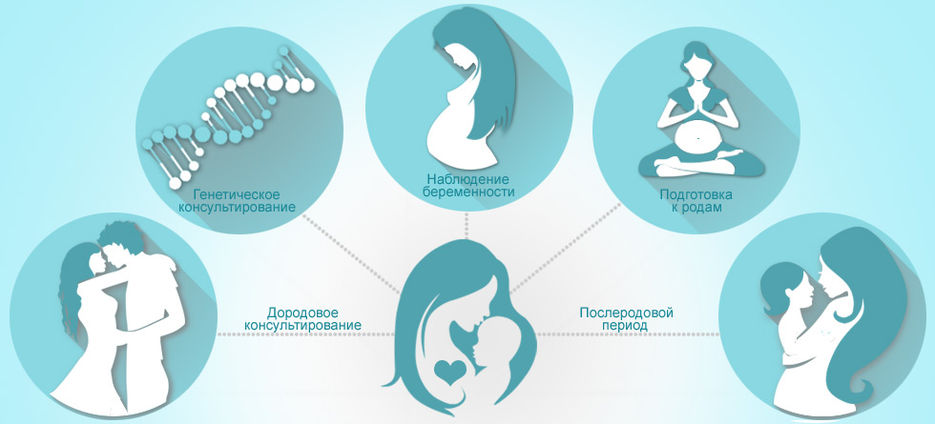 Генетическое
консультирование
Наблюдение
беременности
Подготовка
к родам
Дородовое
консультирование
Послеродовой
период